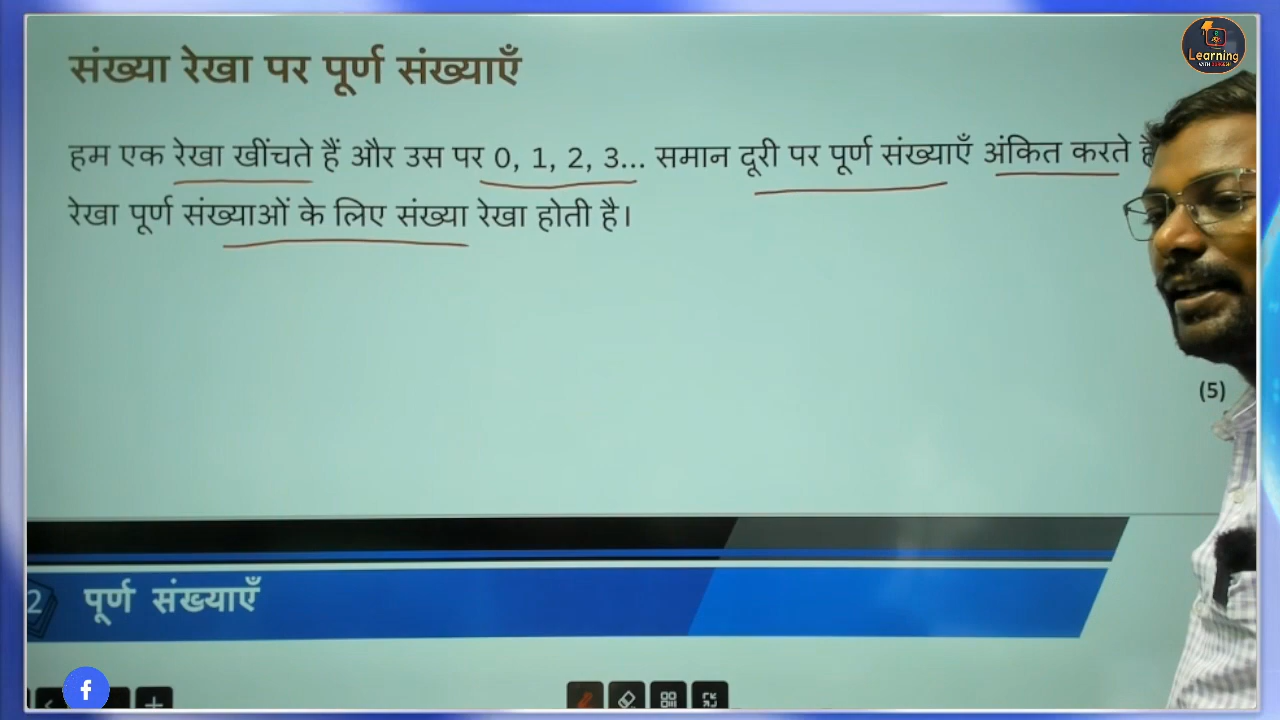 Learning
संख्या रेखा पर पूर्ण संख्याएँ
हम एक रेखा खींचते हैं और उस पर 0, 1, 2, 3... समान दूरी पर पूर्ण संख्याएँ अंकित करते
रेखा पूर्ण संख्याओं के लिए संख्या रेखा होती है।
(5)
2 पूर्ण संख्याएँ
f